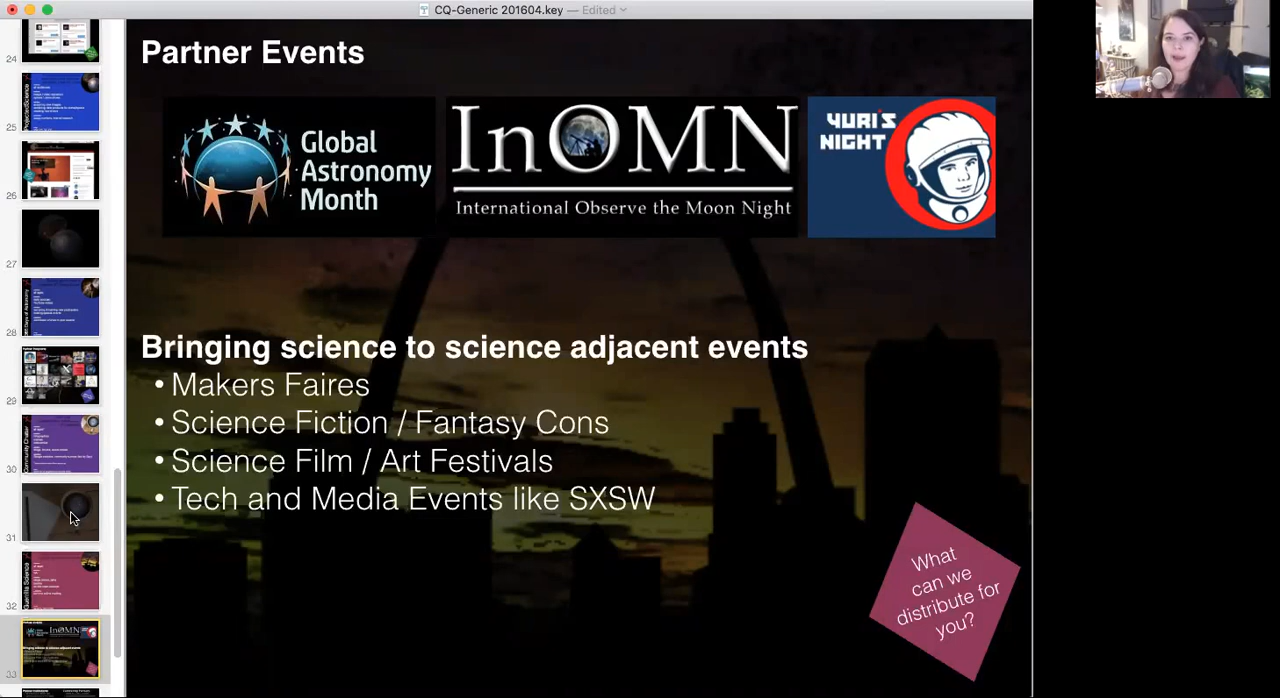 CQ-Generic 201604.key — Edited
Partner Events
Global
Astronomy
Month
InOMN
International Observe the Moon Night
YURI'S
NIGHT
Bringing science to science adjacent events
• Makers Faires
• Science Fiction / Fantasy Cons
• Science Film / Art Festivals
• Tech and Media Events like SXSW
What
can we
distribute for
you?
24
25
26
27
28
29
30
31
32
33